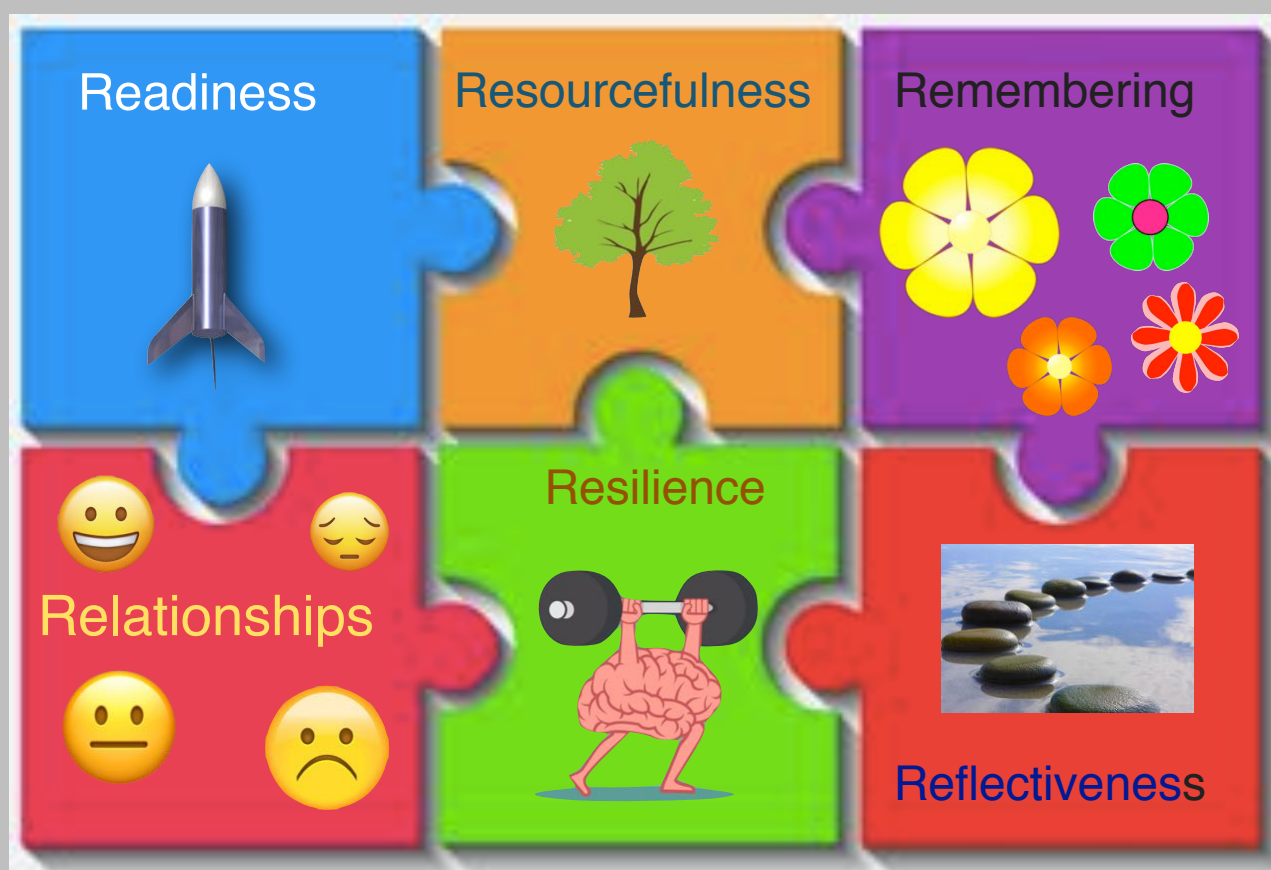 Readiness
Resourcefulness
Remembering
Relationships
Resilience
Reflectiveness